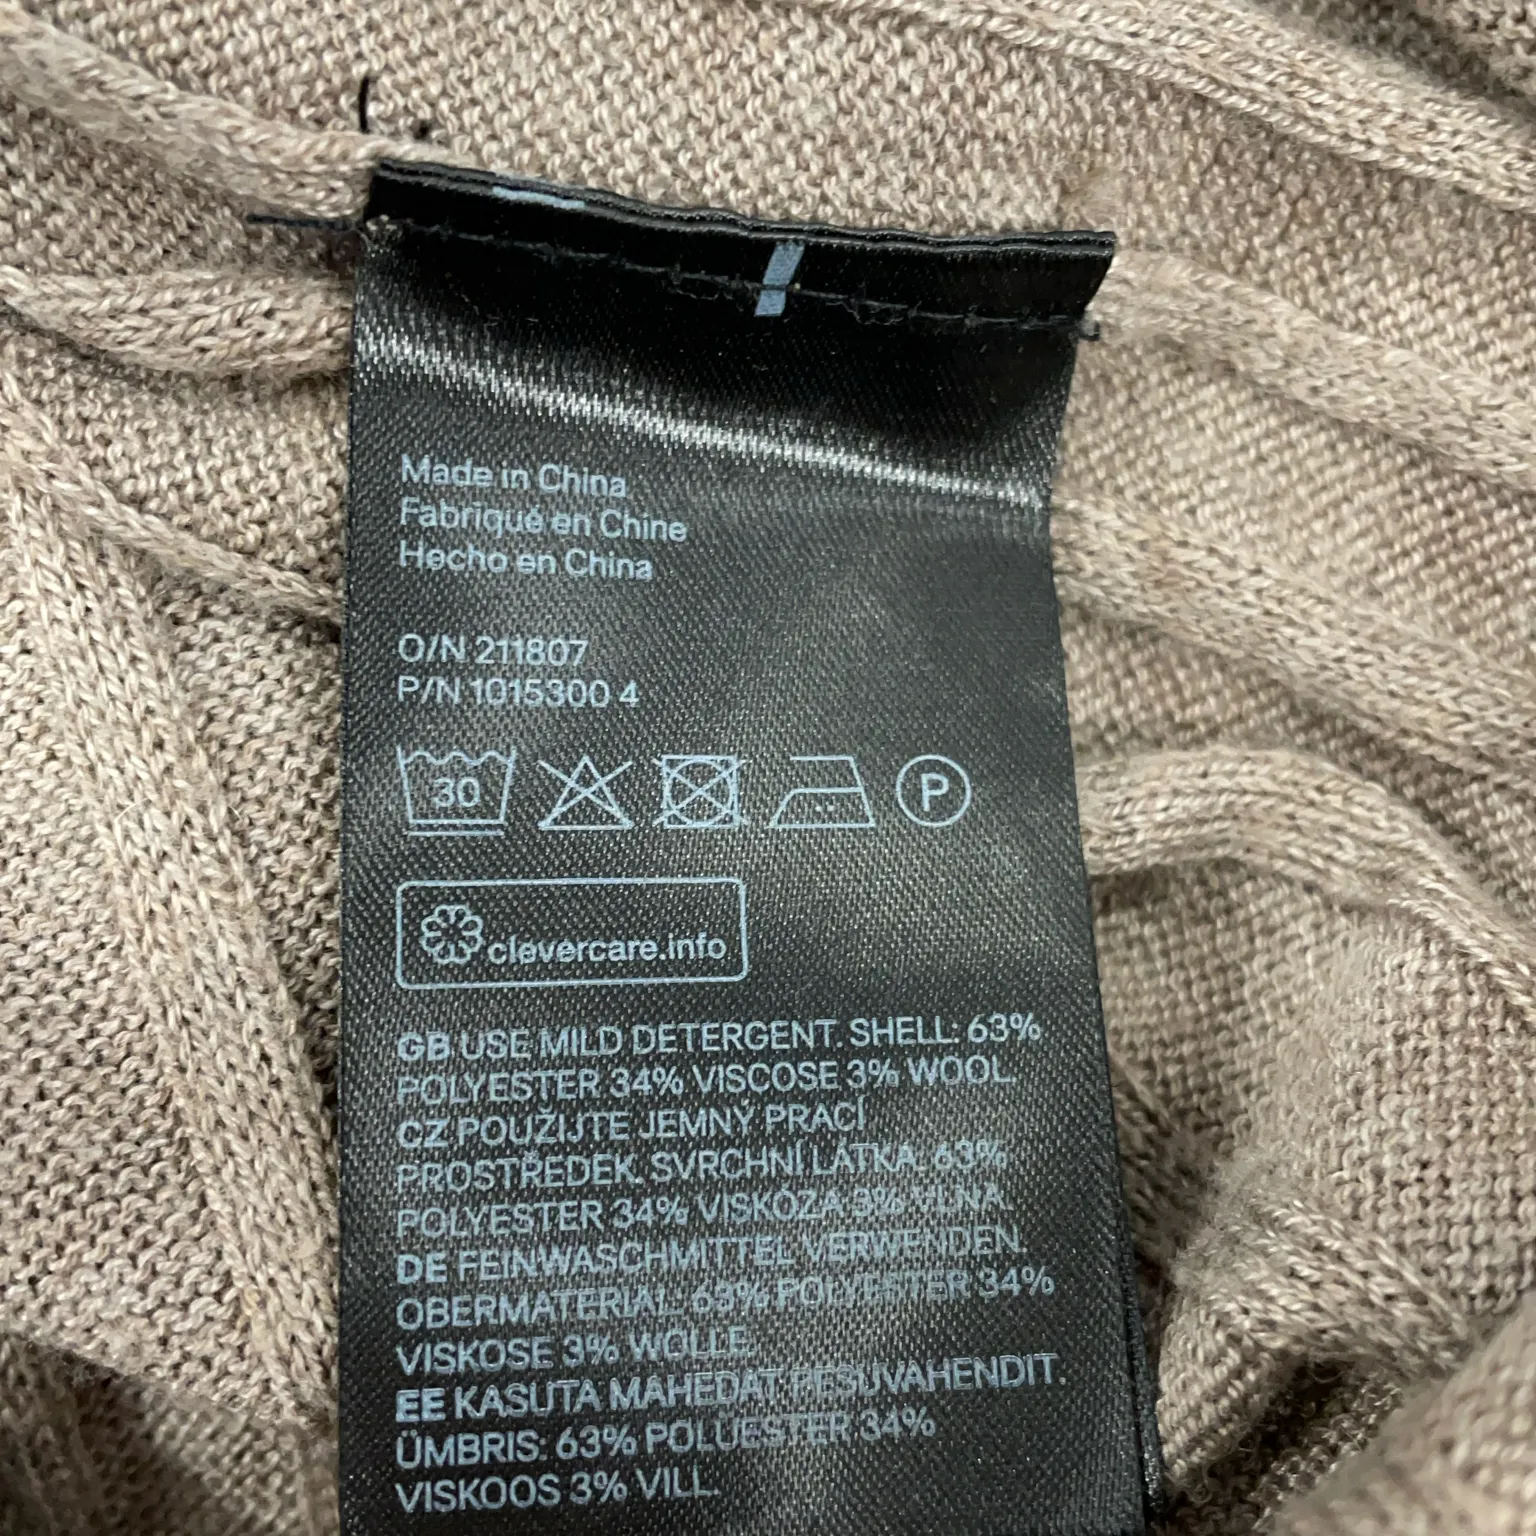 Made in China
Fabriqué en Chine
Hecho en China
O/N 211807
P/N 1015300 4
30 P
clevercare.info
GB USE MILD DETERGENT. SHELL: 63%
POLYESTER 34% VISCOSE 3% WOOL.
CZ POUŽIJTE JEMNÝ PRACÍ
PROSTŘEDEK. SVRCHNÍ LÁTKA: 63%
POLYESTER 34% VISKÓZA 3% VLNA.
DE FEINWASCHMITTEL VERWENDEN.
OBERMATERIAL: 63% POLYESTER 34%
VISKOSE 3% WOLLE.
EE KASUTA MAHEDAT PESUVAHENDIT.
ÜMBRIS: 63% POLÜESTER 34%
VISKOOS 3% VILL.